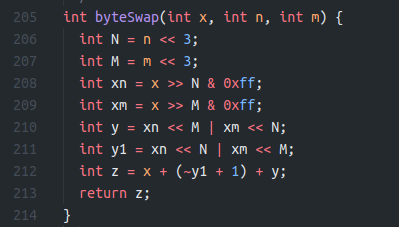 205 int byteSwap(int x, int n, int m) {
206   int N = n << 3;
207   int M = m << 3;
208   int xn = x >> N & 0xff;
209   int xm = x >> M & 0xff;
210   int y = xn << M | xm << N;
211   int y1 = xn << N | xm << M;
212   int z = x + (~y1 + 1) + y;
213   return z;
214 }